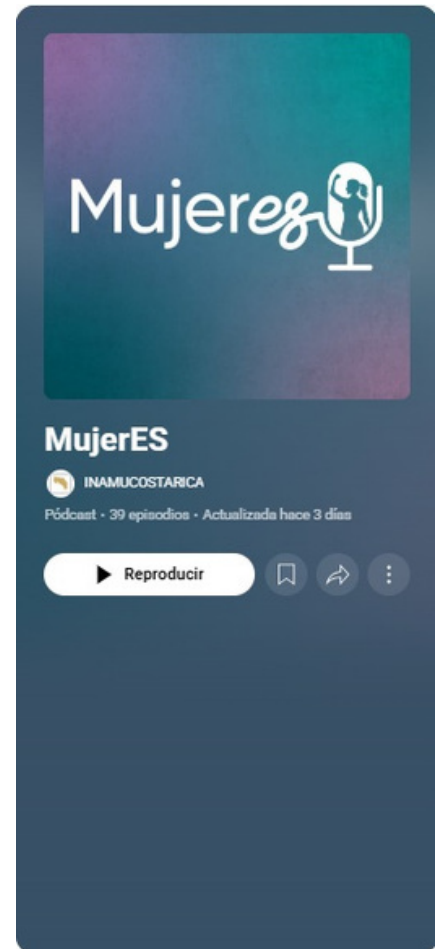 Mujeres
MujerES
INAMUCOSTARICA
Pódcast • 39 episodios • Actualizada hace 3 días
Reproducir